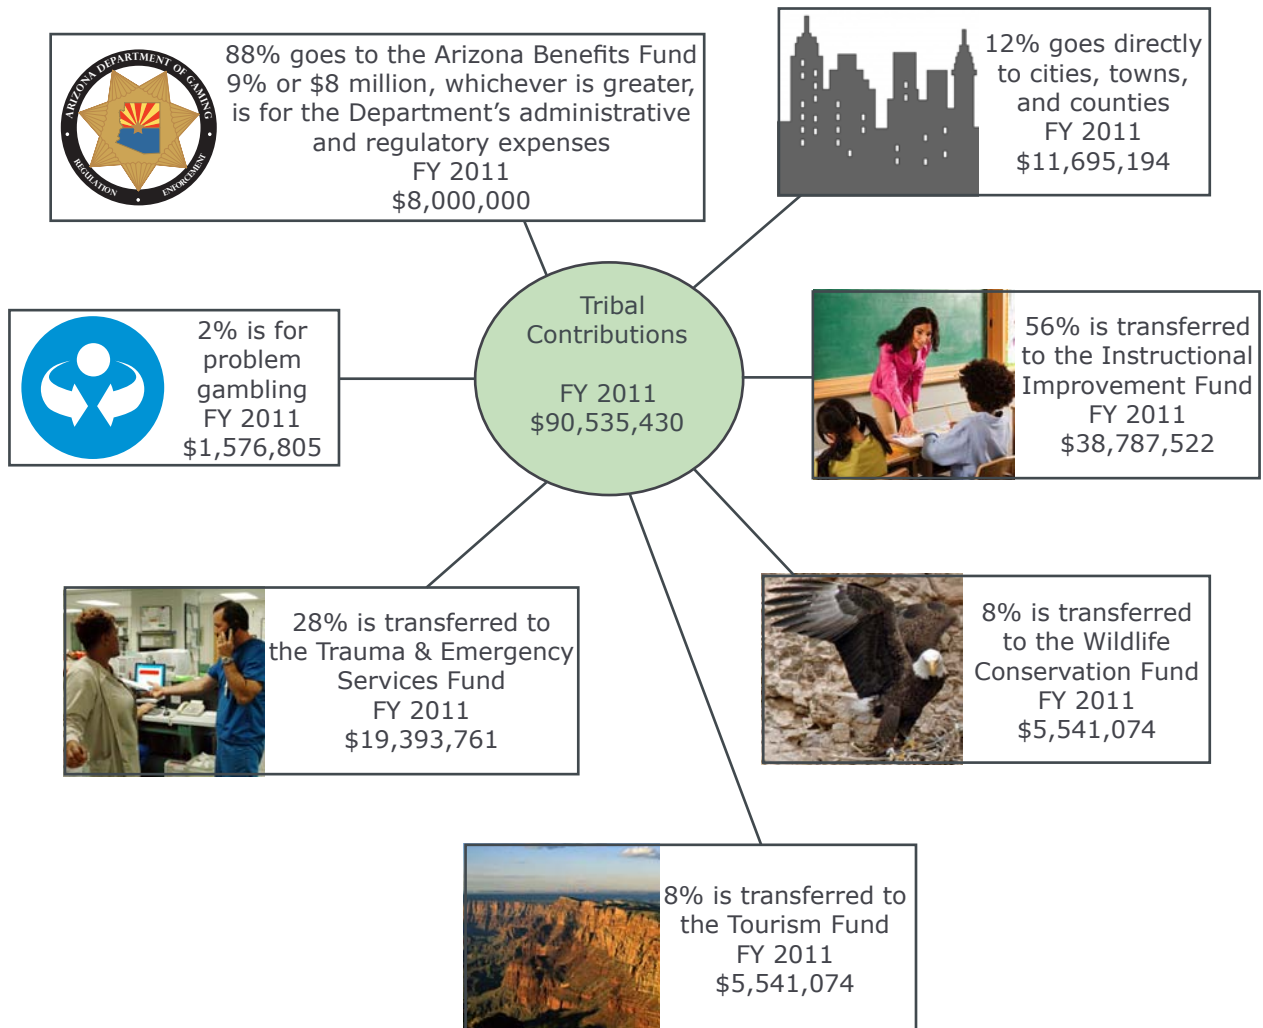 ARIZONA DEPARTMENT OF GAMING
REGULATION
ENFORCEMENT
88% goes to the Arizona Benefits Fund
9% or $8 million, whichever is greater,
is for the Department's administrative
and regulatory expenses
FY 2011
$8,000,000
12% goes directly
to cities, towns,
and counties
FY 2011
$11,695,194
Tribal
Contributions
FY 2011
$90,535,430
2% is for
problem
gambling
FY 2011
$1,576,805
56% is transferred
to the Instructional
Improvement Fund
FY 2011
$38,787,522
28% is transferred to
the Trauma & Emergency
Services Fund
FY 2011
$19,393,761
8% is transferred
to the Wildlife
Conservation Fund
FY 2011
$5,541,074
8% is transferred to
the Tourism Fund
FY 2011
$5,541,074